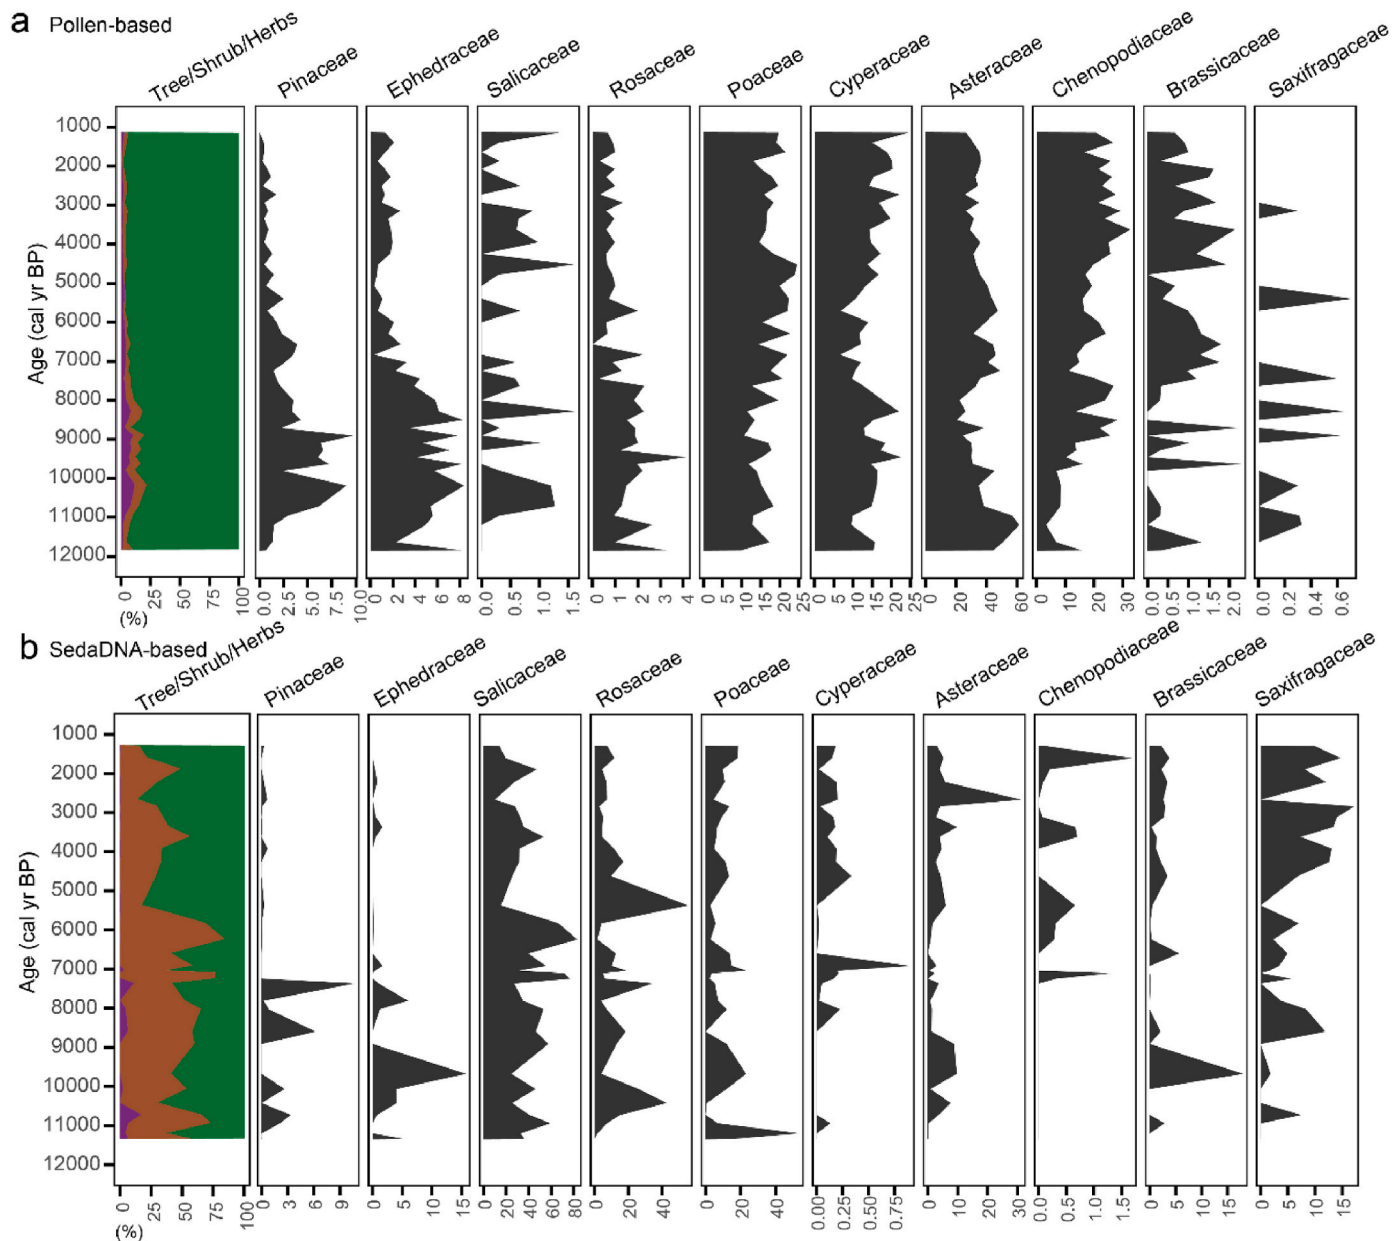 a Pollen-based
Tree/Shrub/Herbs
Pinaceae
Ephedraceae
Salicaceae
Rosaceae
Poaceae
Cyperaceae
Asteraceae
Chenopodiaceae
Brassicaceae
Saxifragaceae
Age (cal yr BP)
1000
2000
3000
4000
5000
6000
7000
8000
9000
10000
11000
12000
0 25 50 75 100
0.0 2.5 5.0 7.5 10.0
0 2 4 6 8
0.0 0.5 1.0 1.5
0 1 2 3 4
0 5 10 15 20 25
0 5 10 15 20 25
0 20 40 60
0 10 20 30
0.0 0.5 1.0 1.5 2.0
0.0 0.2 0.4 0.6
(%)
b SedaDNA-based
Tree/Shrub/Herbs
Pinaceae
Ephedraceae
Salicaceae
Rosaceae
Poaceae
Cyperaceae
Asteraceae
Chenopodiaceae
Brassicaceae
Saxifragaceae
Age (cal yr BP)
1000
2000
3000
4000
5000
6000
7000
8000
9000
10000
11000
12000
0 25 50 75 100
0 3 6 9
0 5 10 15
0 20 40 60 80
0 20 40
0 20 40
0.00 0.25 0.50 0.75
0 10 20 30
0.0 0.5 1.0 1.5
0 5 10 15
0 5 10 15
(%)